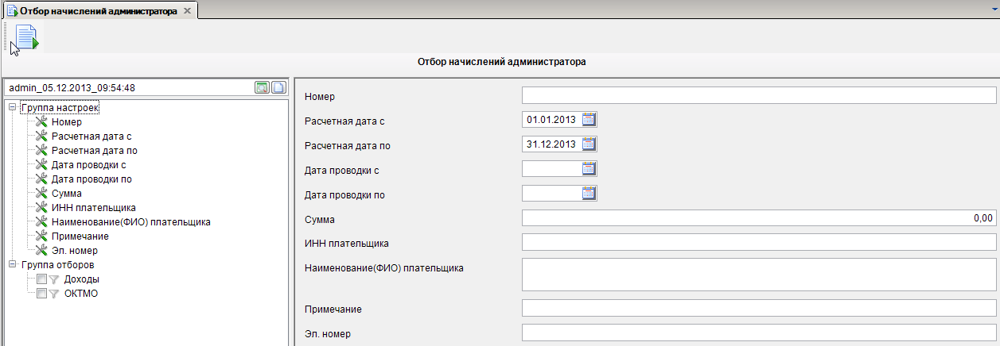 Отбор начислений администратора
Отбор начислений администратора
admin_05.12.2013_09:54:48
Группа настроек
Номер
Расчетная дата с
Расчетная дата по
Дата проводки с
Дата проводки по
Сумма
ИНН плательщика
Наименование(ФИО) плательщика
Примечание
Эл. номер
Группа отборов
Доходы
ОКТМО
Номер
Расчетная дата с 01.01.2013
Расчетная дата по 31.12.2013
Дата проводки с
Дата проводки по
Сумма 0,00
ИНН плательщика
Наименование(ФИО) плательщика
Примечание
Эл. номер